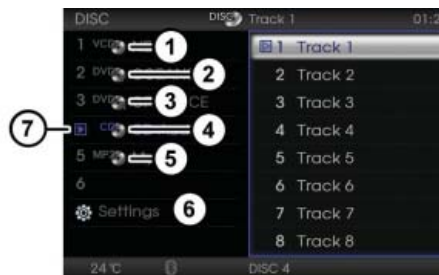 DISC
1 VCD 1
2 DVD 2
3 DVD CE 3
7 CD 4
5 MP3 5
6
Settings 6
24 °C
DISC Track 1 01:2
1 Track 1
2 Track 2
3 Track 3
4 Track 4
5 Track 5
6 Track 6
7 Track 7
8 Track 8
DISC 4